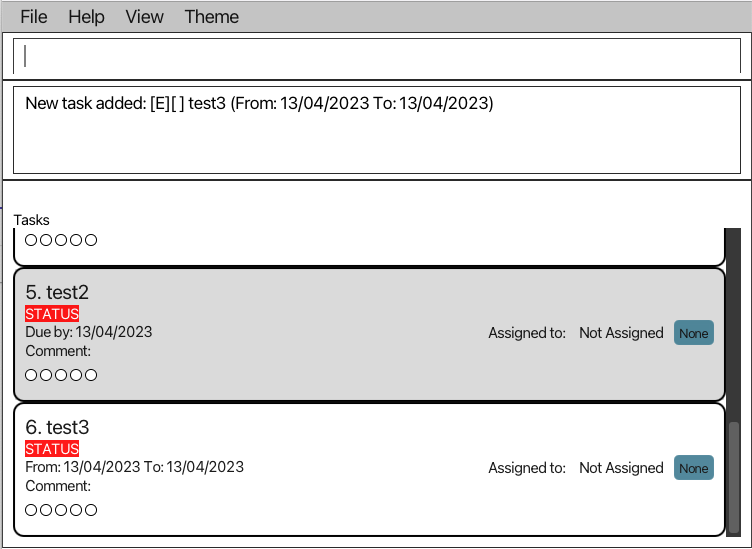 File Help View Theme
New task added: [E][ ] test3 (From: 13/04/2023 To: 13/04/2023)
Tasks
5. test2
STATUS
Due by: 13/04/2023
Assigned to: Not Assigned None
Comment:
6. test3
STATUS
From: 13/04/2023 To: 13/04/2023
Assigned to: Not Assigned None
Comment: